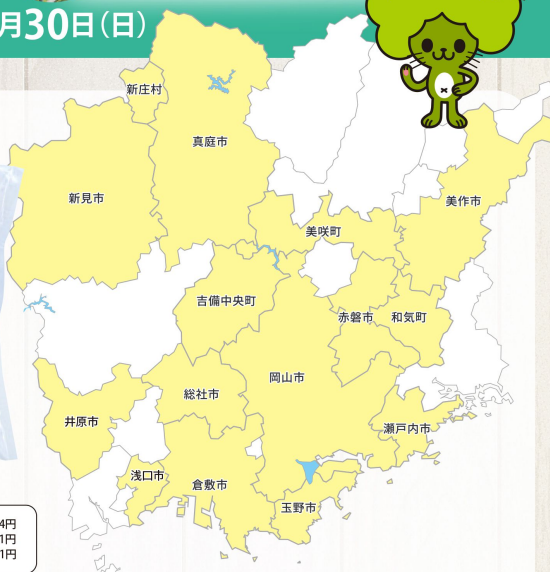 月30日(日)
新庄村
真庭市
新見市
美作市
美咲町
吉備中央町
赤磐市
和気町
岡山市
総社市
井原市
瀬戸内市
浅口市
倉敷市
玉野市
4円
1円
1円